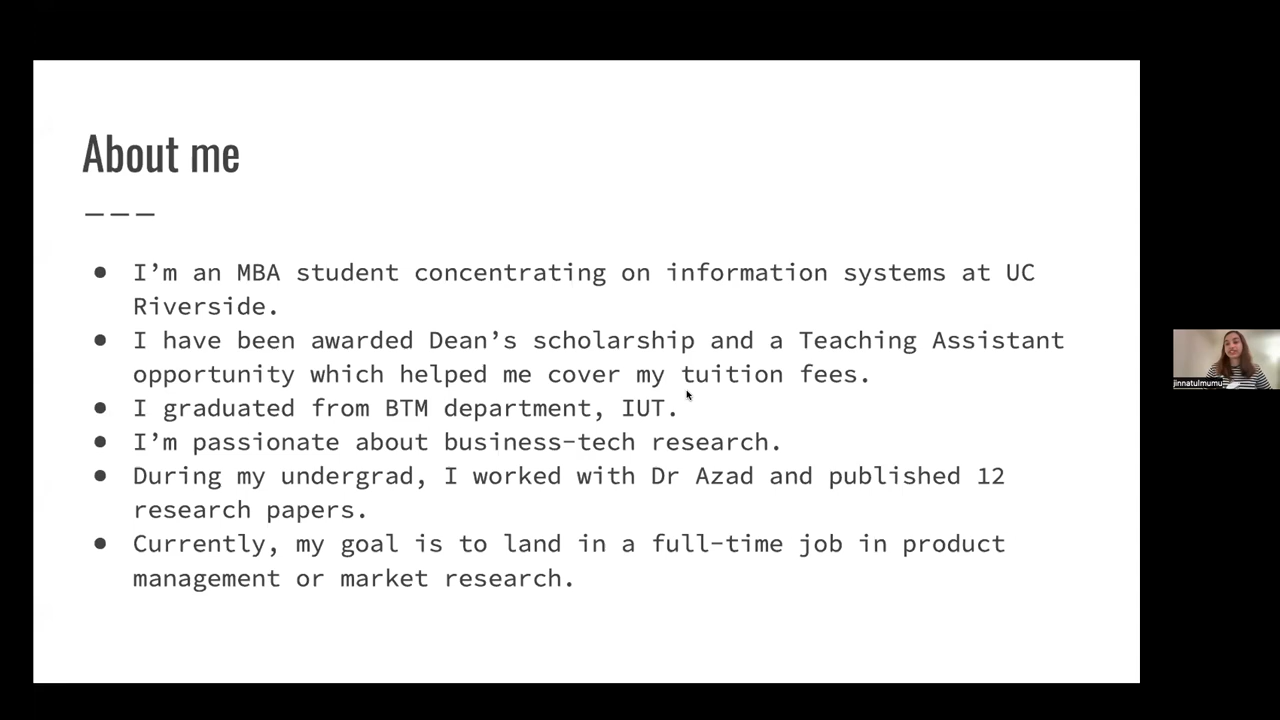 About me
———
● I’m an MBA student concentrating on information systems at UC
Riverside.
● I have been awarded Dean’s scholarship and a Teaching Assistant
opportunity which helped me cover my tuition fees.
● I graduated from BTM department, IUT.
● I’m passionate about business-tech research.
● During my undergrad, I worked with Dr Azad and published 12
research papers.
● Currently, my goal is to land in a full-time job in product
management or market research.
jinnatulmumu